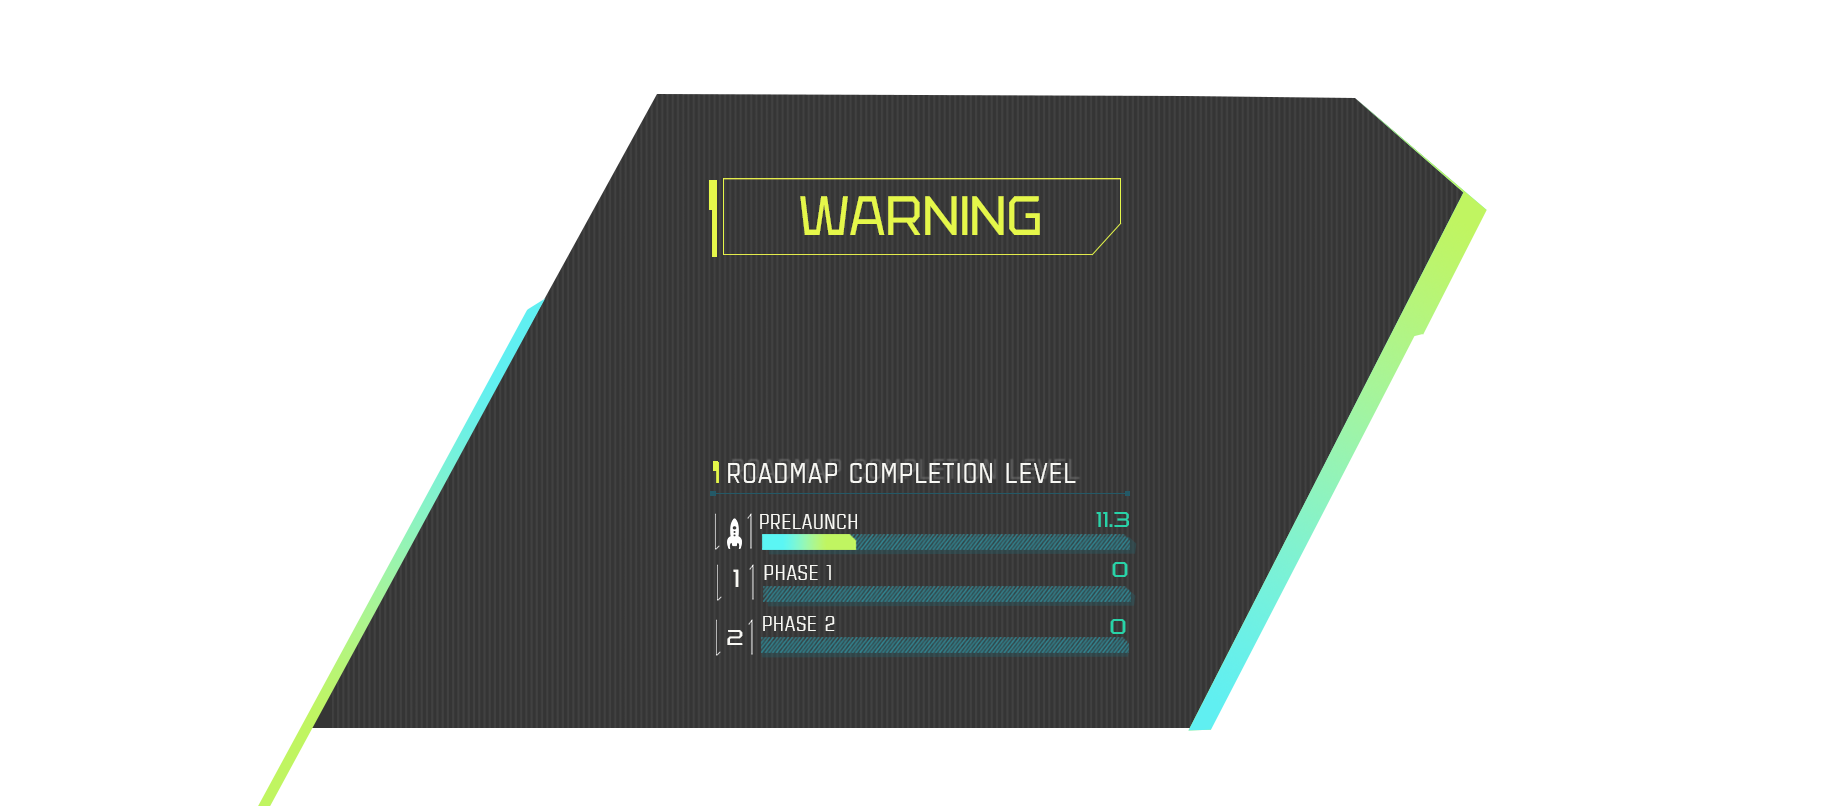 WARNING
ROADMAP COMPLETION LEVEL
PRELAUNCH 11.3
1 PHASE 1 0
2 PHASE 2 0